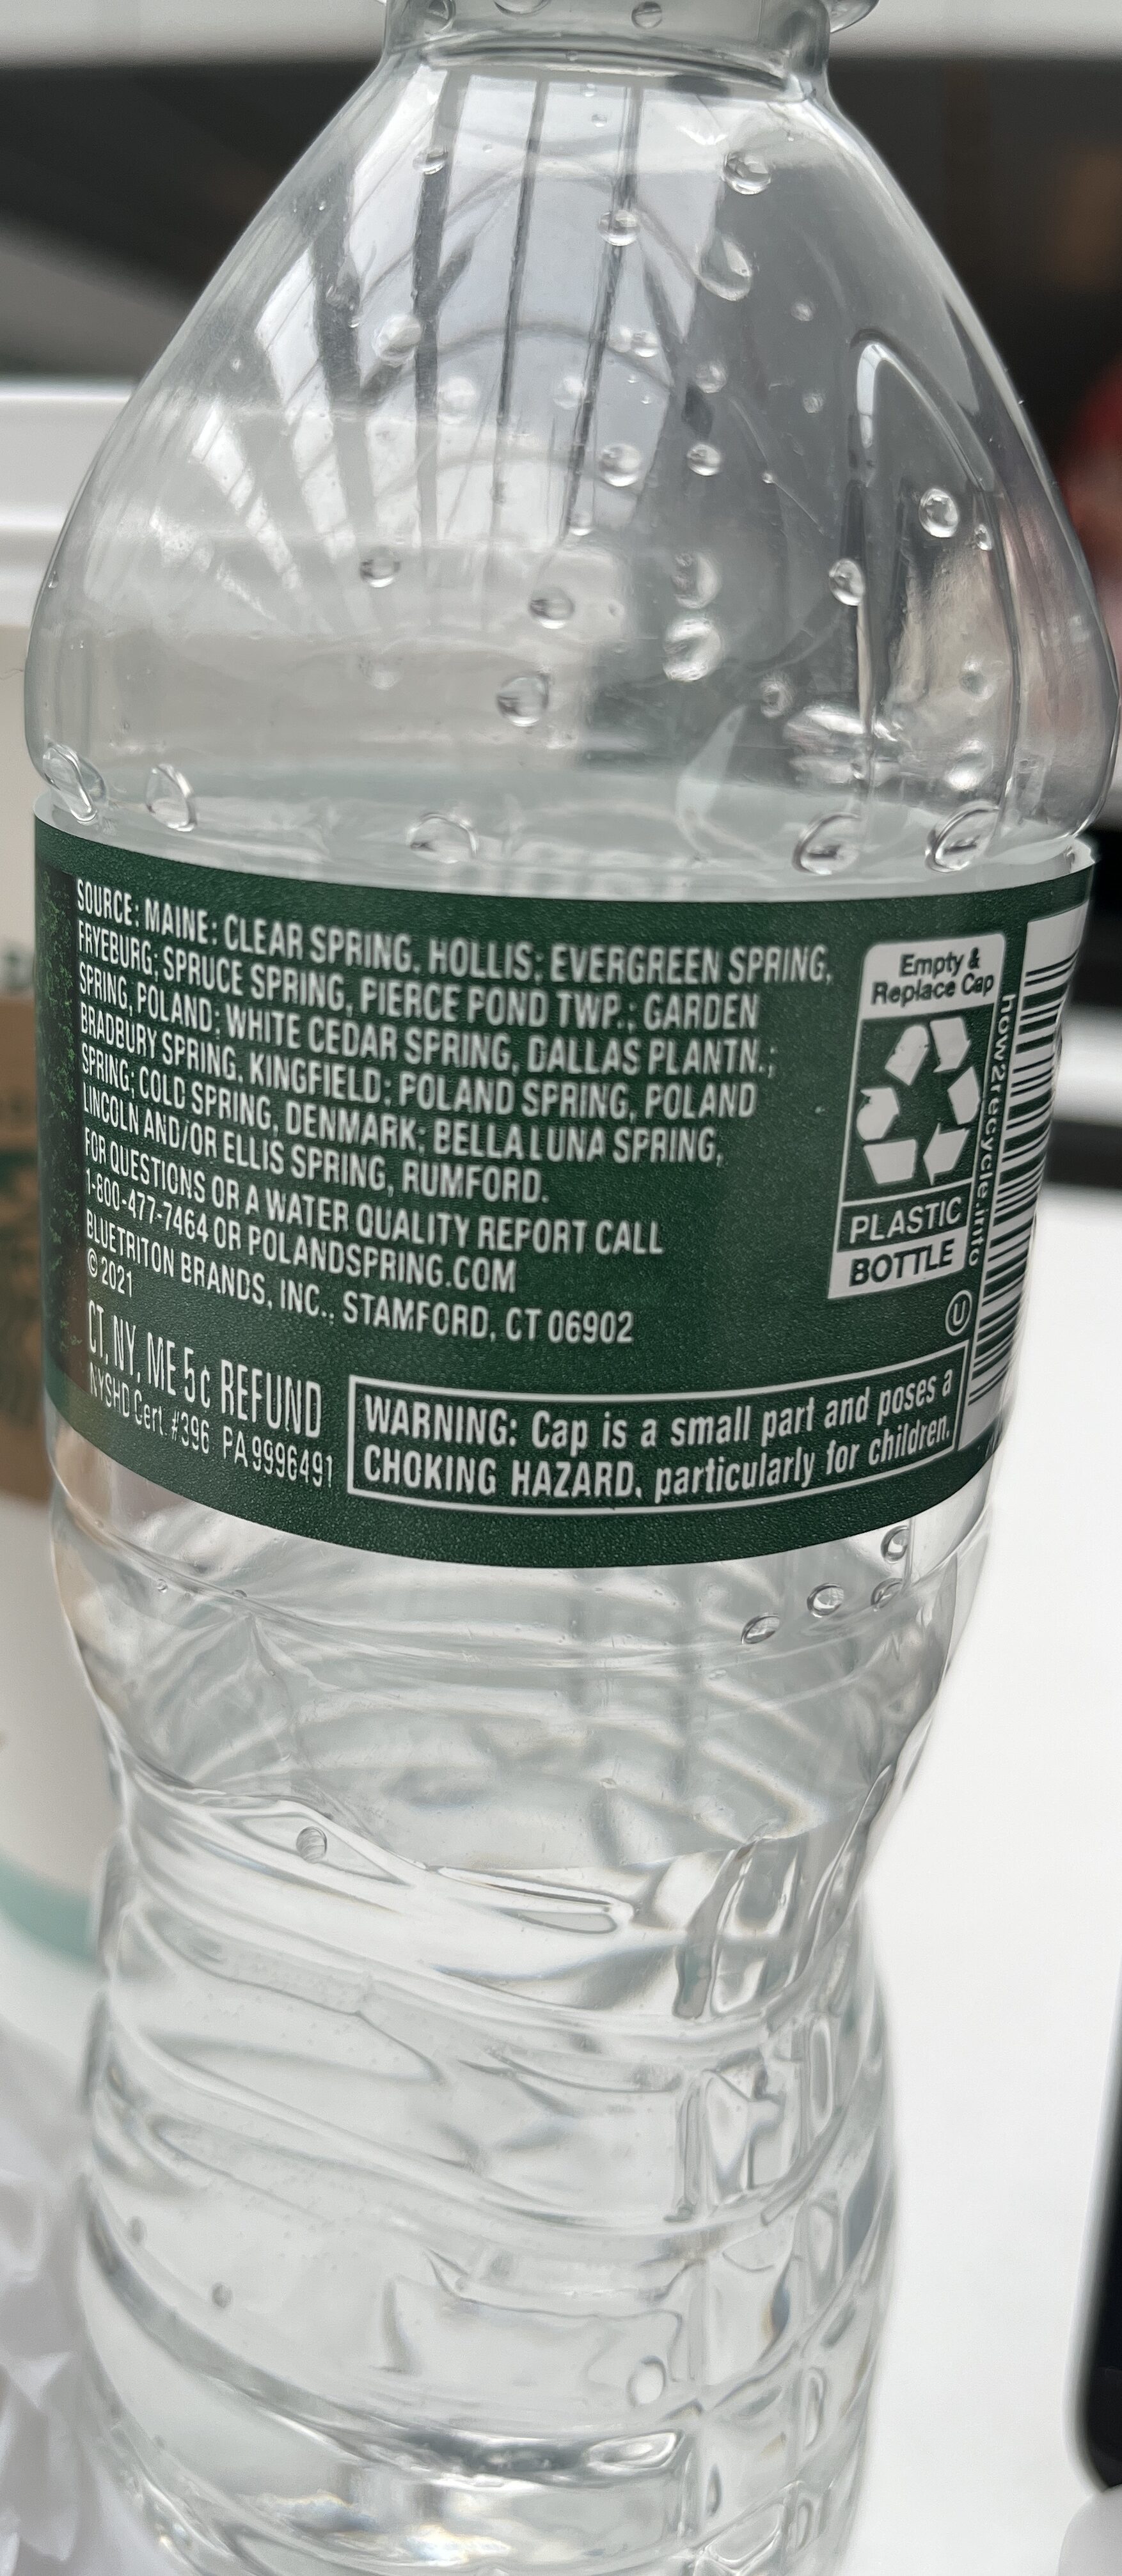 SOURCE: MAINE: CLEAR SPRING, HOLLIS; EVERGREEN SPRING,
FRYEBURG; SPRUCE SPRING, PIERCE POND TWP.; GARDEN
SPRING, POLAND; WHITE CEDAR SPRING, DALLAS PLANTN.;
BRADBURY SPRING, KINGFIELD; POLAND SPRING, POLAND
SPRING; COLD SPRING, DENMARK; BELLA LUNA SPRING,
LINCOLN AND/OR ELLIS SPRING, RUMFORD.
FOR QUESTIONS OR A WATER QUALITY REPORT CALL
1-800-477-7464 OR POLANDSPRING.COM
BLUETRITON BRANDS, INC., STAMFORD, CT 06902
© 2021
CT, NY, ME 5¢ REFUND
NYSHD Cert. #396 PA 9996491
WARNING: Cap is a small part and poses a
CHOKING HAZARD, particularly for children.
Empty &
Replace Cap
PLASTIC
BOTTLE
how2recycle.info
U